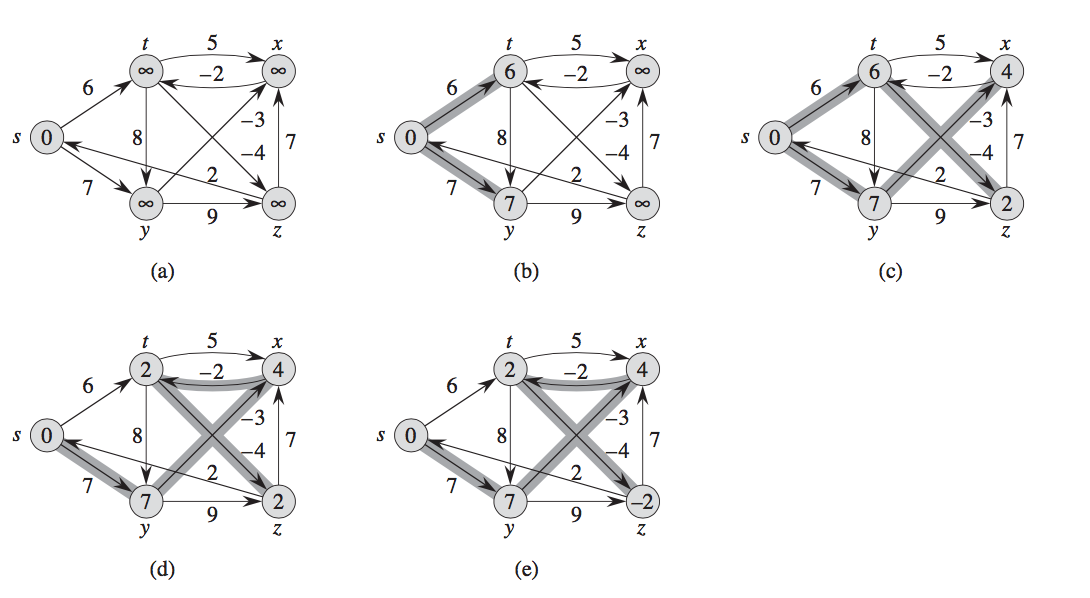 t 5 x t 5 x t 5 x
∞ ∞ 6 ∞ 6 4
6 –2 6 –2 6 –2
–3 –3 –3
s 0 8 7 s 0 8 7 s 0 8 7
–4 –4 –4
7 2 7 2 7 2
∞ ∞ 7 ∞ 7 2
9 9 9
y z y z y z
(a) (b) (c)
t 5 x t 5 x
2 4 2 4
6 –2 6 –2
–3 –3
s 0 8 7 s 0 8 7
–4 –4
7 2 7 2
7 2 7 –2
9 9
y z y z
(d) (e)